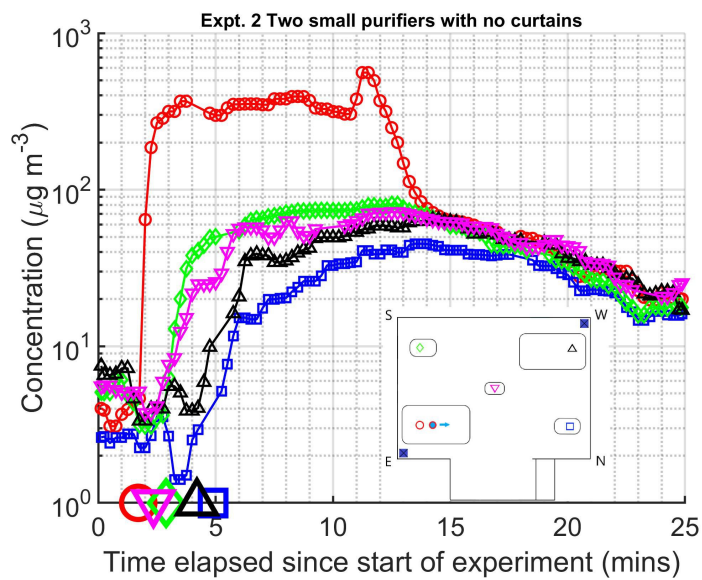 Expt. 2 Two small purifiers with no curtains
10³
10²
10¹
10⁰
Concentration (μg m⁻³)
S W
E N
0 5 10 15 20 25
Time elapsed since start of experiment (mins)